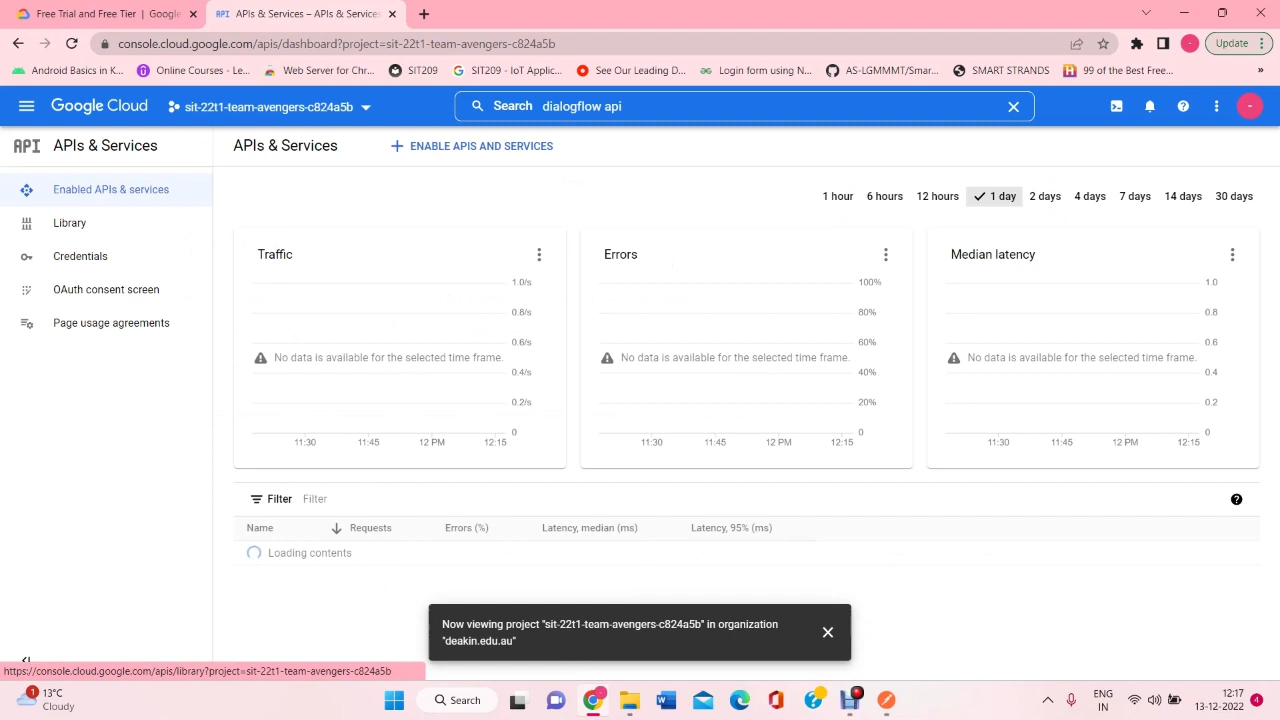 Free Trial and Free Tier | Google
API APIs & Services – APIs & Services
console.cloud.google.com/apis/dashboard?project=sit-22t1-team-avengers-c824a5b
Update
Android Basics in K...
Online Courses - Le...
Web Server for Chr...
SIT209
SIT209 - IoT Applic...
See Our Leading D...
Login form using N...
AS-LGMMMT/Smar...
SMART STRANDS
99 of the Best Free...
»
Google Cloud
sit-22t1-team-avengers-c824a5b
Search dialogflow api
API APIs & Services
APIs & Services
ENABLE APIS AND SERVICES
Enabled APIs & services
Library
Credentials
OAuth consent screen
Page usage agreements
1 hour 6 hours 12 hours 1 day 2 days 4 days 7 days 14 days 30 days
Traffic
1.0/s
0.8/s
0.6/s
No data is available for the selected time frame.
0.4/s
0.2/s
0
11:30 11:45 12 PM 12:15
Errors
100%
80%
60%
No data is available for the selected time frame.
40%
20%
0
11:30 11:45 12 PM 12:15
Median latency
1.0
0.8
0.6
No data is available for the selected time frame.
0.4
0.2
0
11:30 11:45 12 PM 12:15
Filter Filter
Name Requests Errors (%) Latency, median (ms) Latency, 95% (ms)
Loading contents
Now viewing project "sit-22t1-team-avengers-c824a5b" in organization
"deakin.edu.au"
https://console.cloud.google.com/apis/library?project=sit-22t1-team-avengers-c824a5b
1
13°C
Cloudy
Search
ENG
IN
12:17
13-12-2022
4